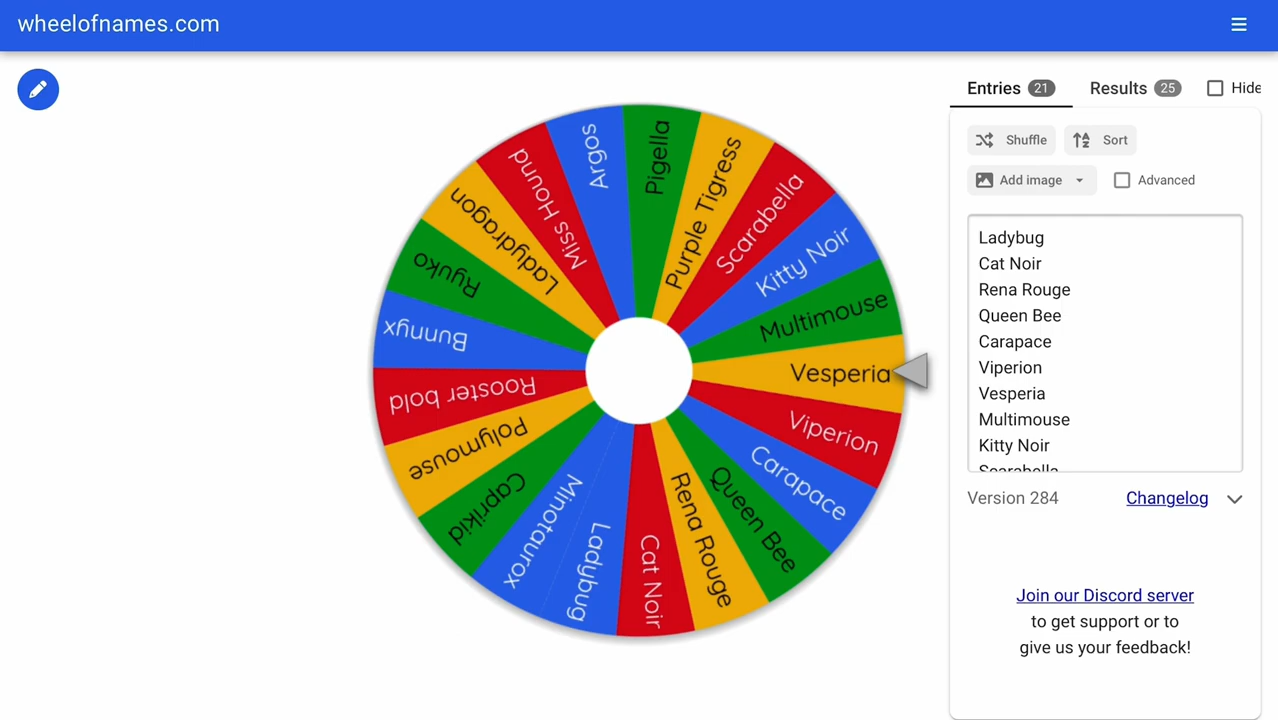 wheelofnames.com
Entries 21
Results 25
Hide
Shuffle
Sort
Add image
Advanced
Ladybug
Cat Noir
Rena Rouge
Queen Bee
Carapace
Viperion
Vesperia
Multimouse
Kitty Noir
Scarabella
Version 284
Changelog
Join our Discord server
to get support or to
give us your feedback!
Argos
Pigella
Purple Tigress
Scarabella
Kitty Noir
Multimouse
Vesperia
Viperion
Carapace
Queen Bee
Rena Rouge
Cat Noir
Ladybug
Minotaurox
Caprikid
Polymouse
Rooster bold
Bunnyx
Ryuko
Ladydragon
Miss Hound